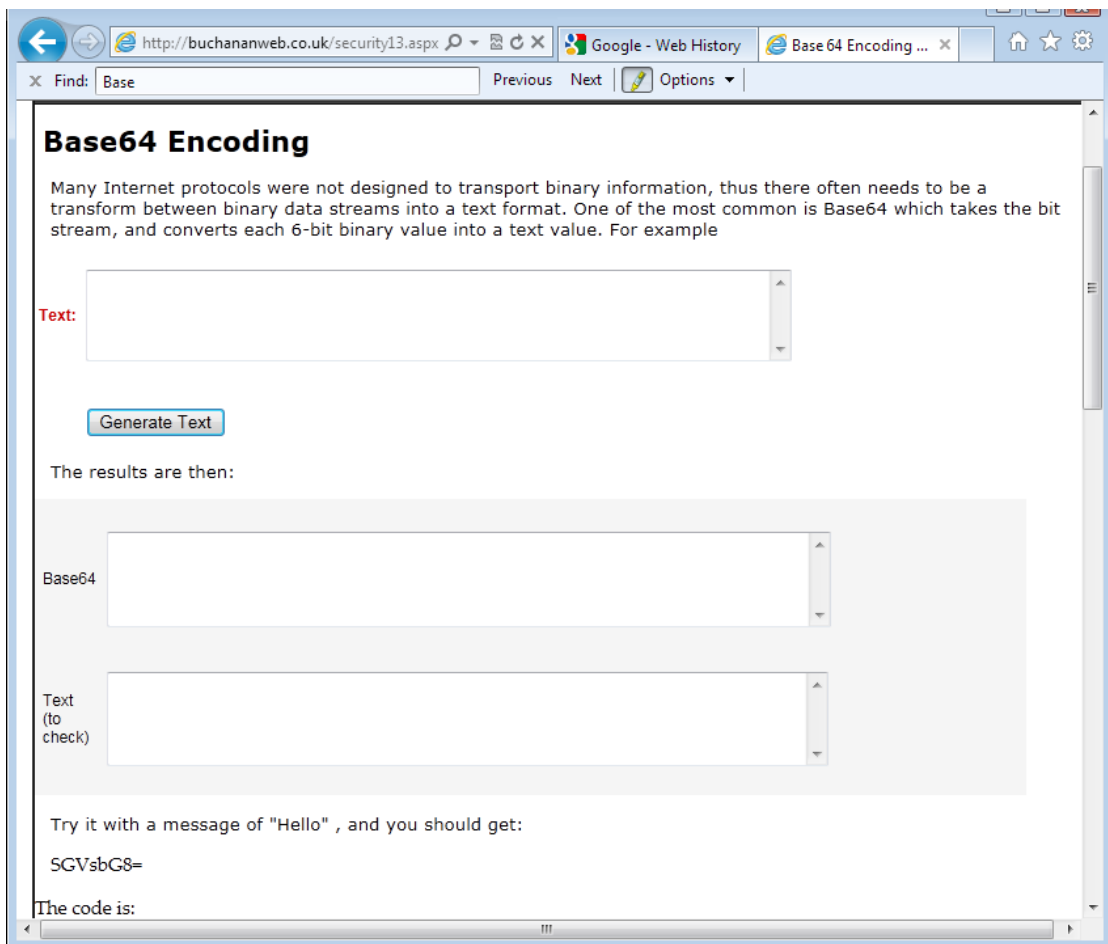 http://buchananweb.co.uk/security13.aspx
Google - Web History
Base 64 Encoding ...
x Find: Base Previous Next Options
Base64 Encoding
Many Internet protocols were not designed to transport binary information, thus there often needs to be a
transform between binary data streams into a text format. One of the most common is Base64 which takes the bit
stream, and converts each 6-bit binary value into a text value. For example
Text:
Generate Text
The results are then:
Base64
Text
(to
check)
Try it with a message of "Hello" , and you should get:
SGVsbG8=
The code is: